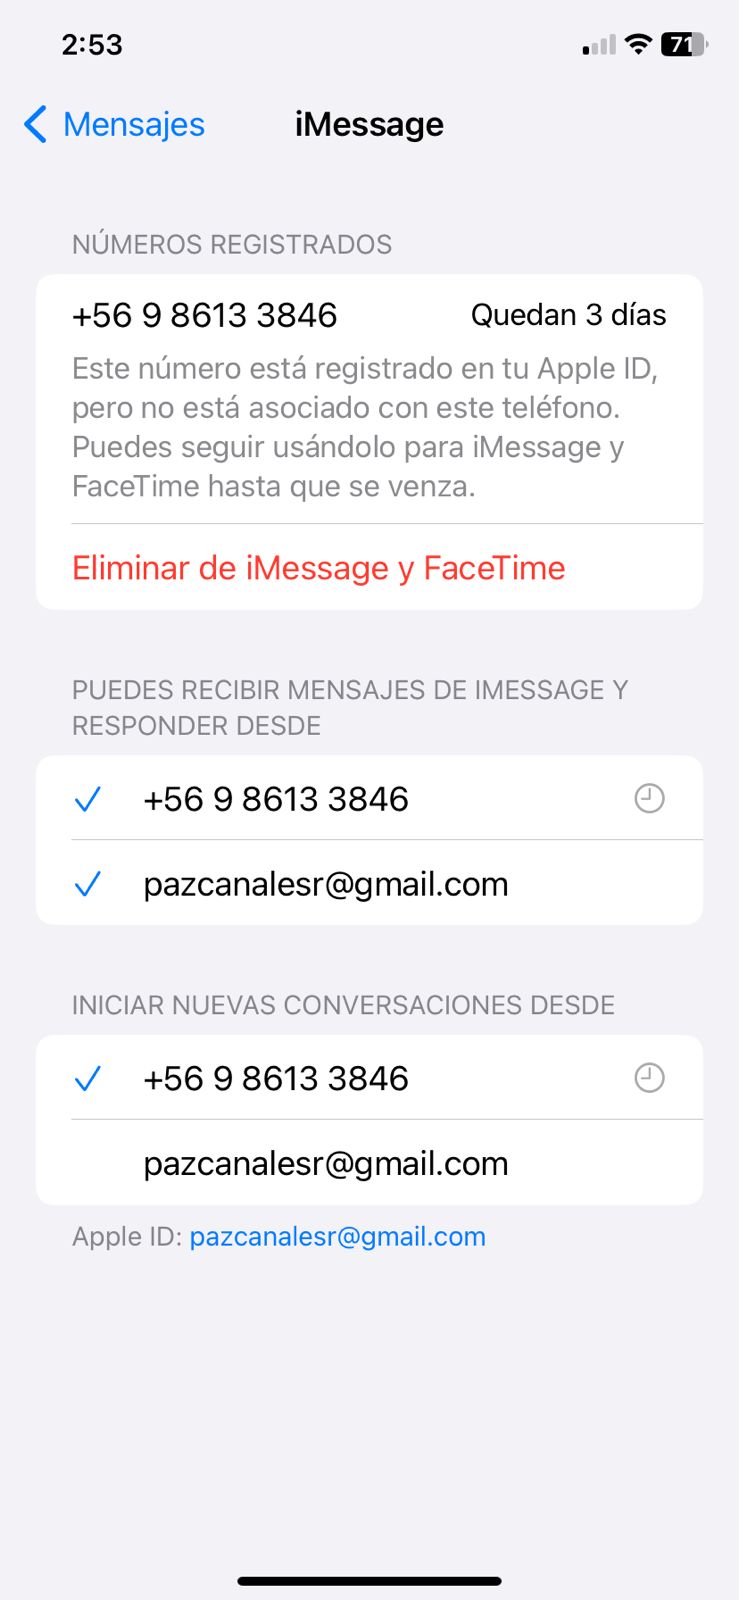 2:53
71
Mensajes
iMessage
NÚMEROS REGISTRADOS
+56 9 8613 3846
Quedan 3 días
Este número está registrado en tu Apple ID,
pero no está asociado con este teléfono.
Puedes seguir usándolo para iMessage y
FaceTime hasta que se venza.
Eliminar de iMessage y FaceTime
PUEDES RECIBIR MENSAJES DE IMESSAGE Y
RESPONDER DESDE
+56 9 8613 3846
pazcanalesr@gmail.com
INICIAR NUEVAS CONVERSACIONES DESDE
+56 9 8613 3846
pazcanalesr@gmail.com
Apple ID: pazcanalesr@gmail.com